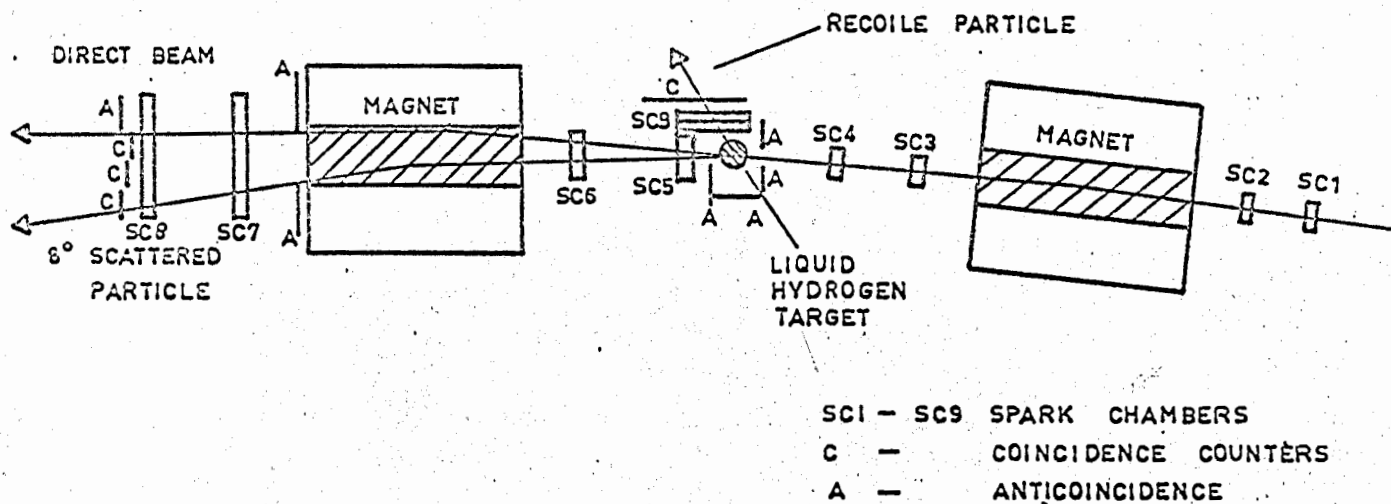 RECOILE PARTICLE
DIRECT BEAM
A
A
MAGNET
C
SC9
A
SC4
SC3
MAGNET
C
C
SC6
SC5
A
SC2
SC1
C
A
A
A
SC8
SC7
8° SCATTERED
PARTICLE
LIQUID
HYDROGEN
TARGET
SC1 – SC9 SPARK CHAMBERS
C – COINCIDENCE COUNTERS
A – ANTICOINCIDENCE